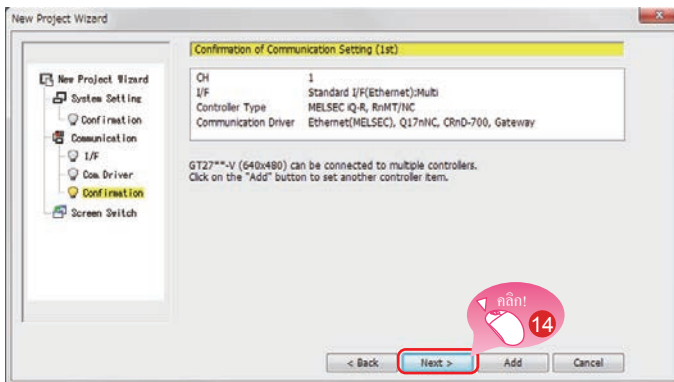 New Project Wizard
Confirmation of Communication Setting (1st)
New Project Wizard
System Setting
Confirmation
Communication
I/F
Com. Driver
Confirmation
Screen Switch
CH 1
I/F Standard I/F(Ethernet):Multi
Controller Type MELSEC iQ-R, RnMT/NC
Communication Driver Ethernet(MELSEC), Q17nNC, CRnD-700, Gateway
GT27**-V (640x480) can be connected to multiple controllers.
Click on the "Add" button to set another controller item.
คลิก!
14
< Back Next > Add Cancel